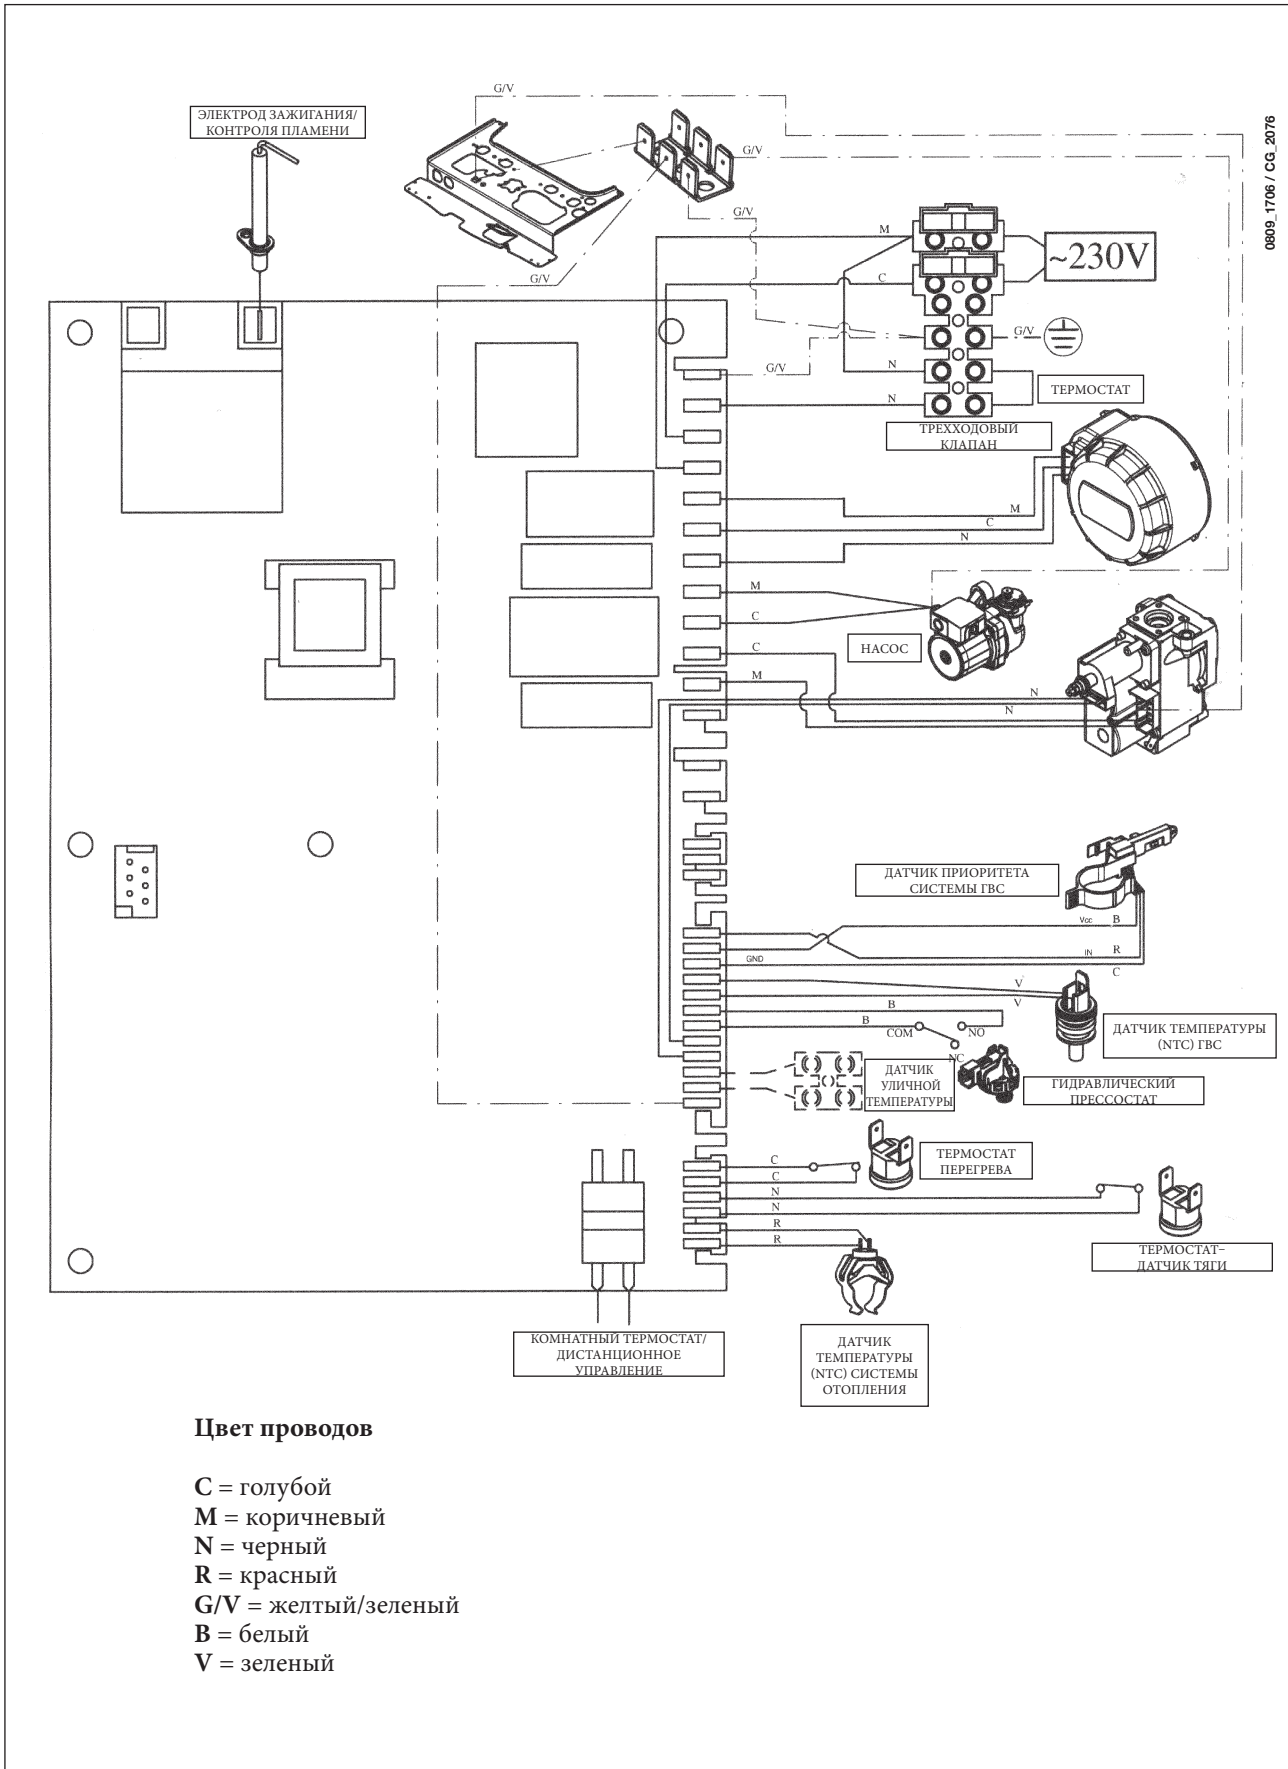 G/V
ЭЛЕКТРОД ЗАЖИГАНИЯ/
КОНТРОЛЯ ПЛАМЕНИ
0809_1706 / CG_2076
G/V
G/V
M
~230V
G/V
C
G/V
G/V
N
ТЕРМОСТАТ
N
ТРЕХХОДОВЫЙ
КЛАПАН
M
C
N
M
C
НАСОС
C
M
N
N
ДАТЧИК ПРИОРИТЕТА
СИСТЕМЫ ГВС
Vcc B
IN R
GND
C
V
V
B
B
COM
NO
NC
ДАТЧИК ТЕМПЕРАТУРЫ
(NTC) ГВС
ДАТЧИК
УЛИЧНОЙ
ТЕМПЕРАТУРЫ
ГИДРАВЛИЧЕСКИЙ
ПРЕССОСТАТ
C
C
N
N
R
R
ТЕРМОСТАТ
ПЕРЕГРЕВА
ТЕРМОСТАТ–
ДАТЧИК ТЯГИ
КОМНАТНЫЙ ТЕРМОСТАТ/
ДИСТАНЦИОННОЕ
УПРАВЛЕНИЕ
ДАТЧИК
ТЕМПЕРАТУРЫ
(NTC) СИСТЕМЫ
ОТОПЛЕНИЯ
Цвет проводов
C = голубой
M = коричневый
N = черный
R = красный
G/V = желтый/зеленый
B = белый
V = зеленый